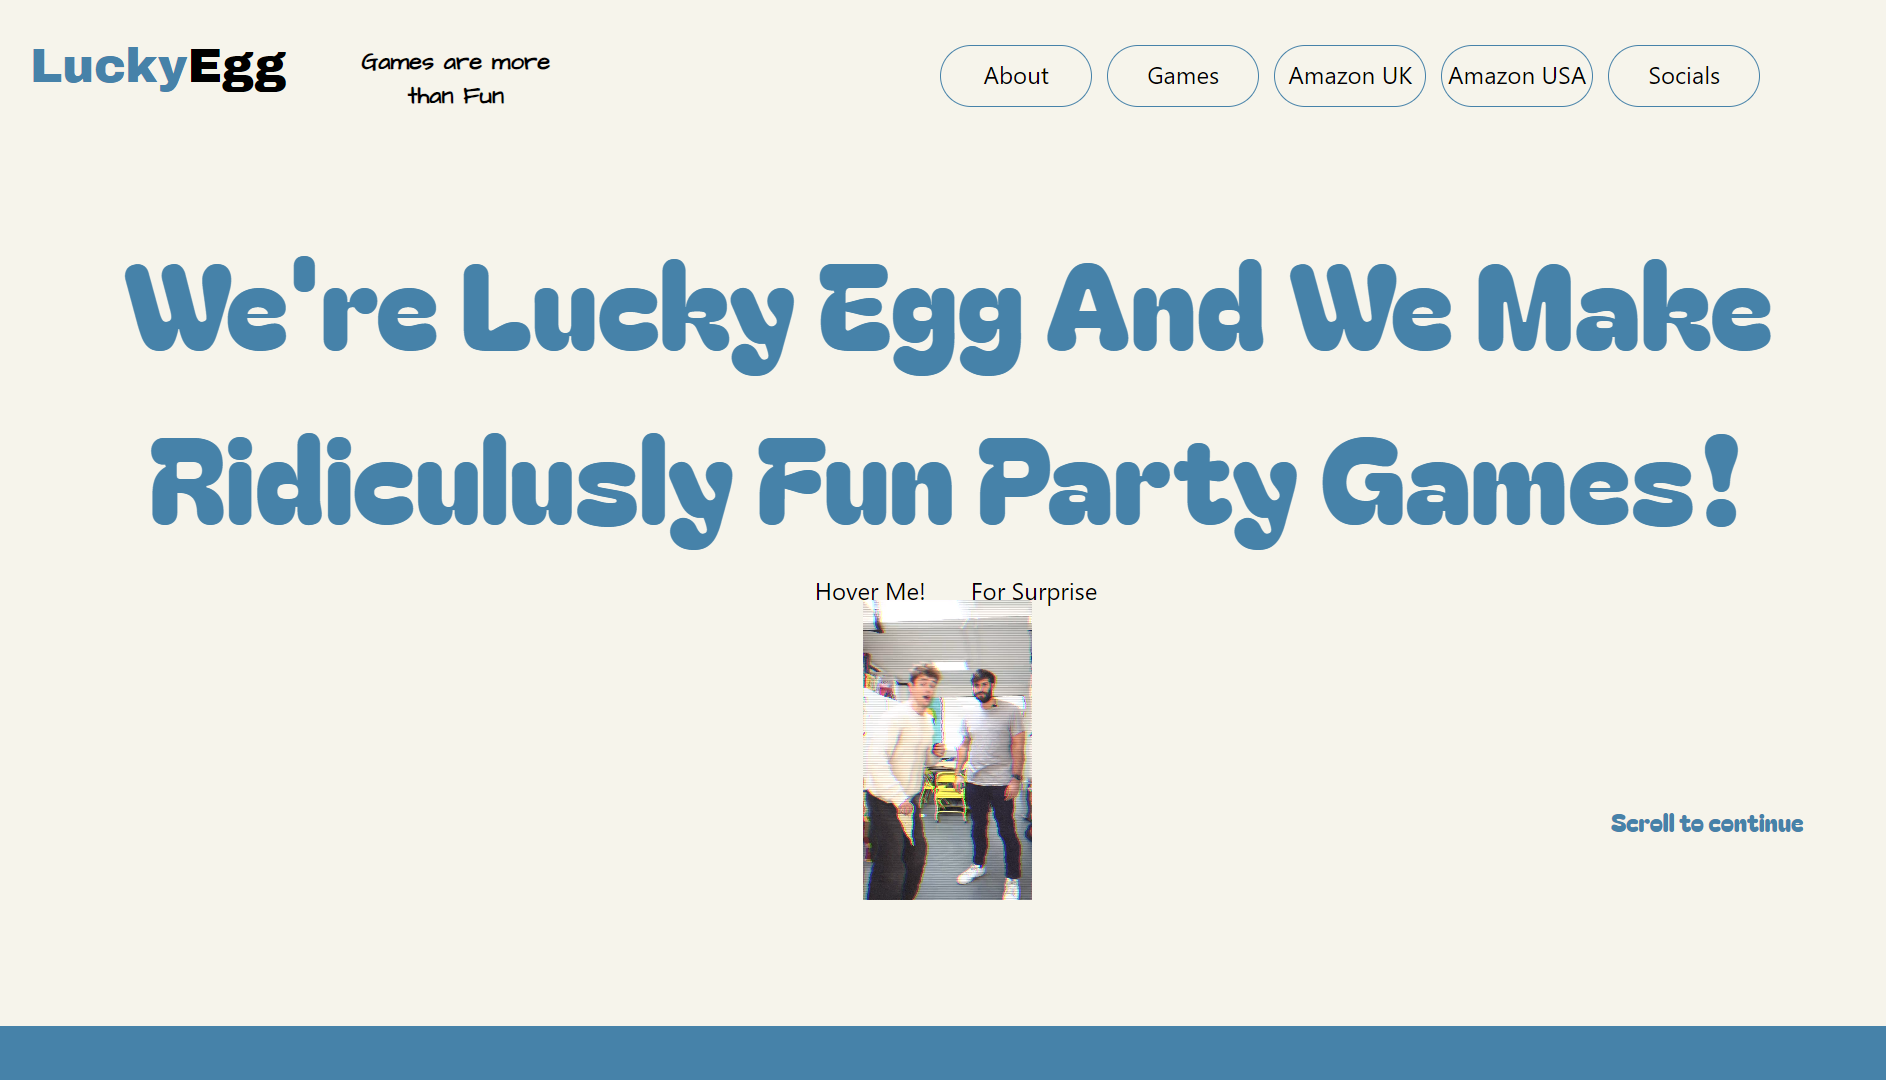 LuckyEgg
Games are more
than Fun
About
Games
Amazon UK
Amazon USA
Socials
We're Lucky Egg And We Make
Ridiculusly Fun Party Games!
Hover Me!
For Surprise
Scroll to continue